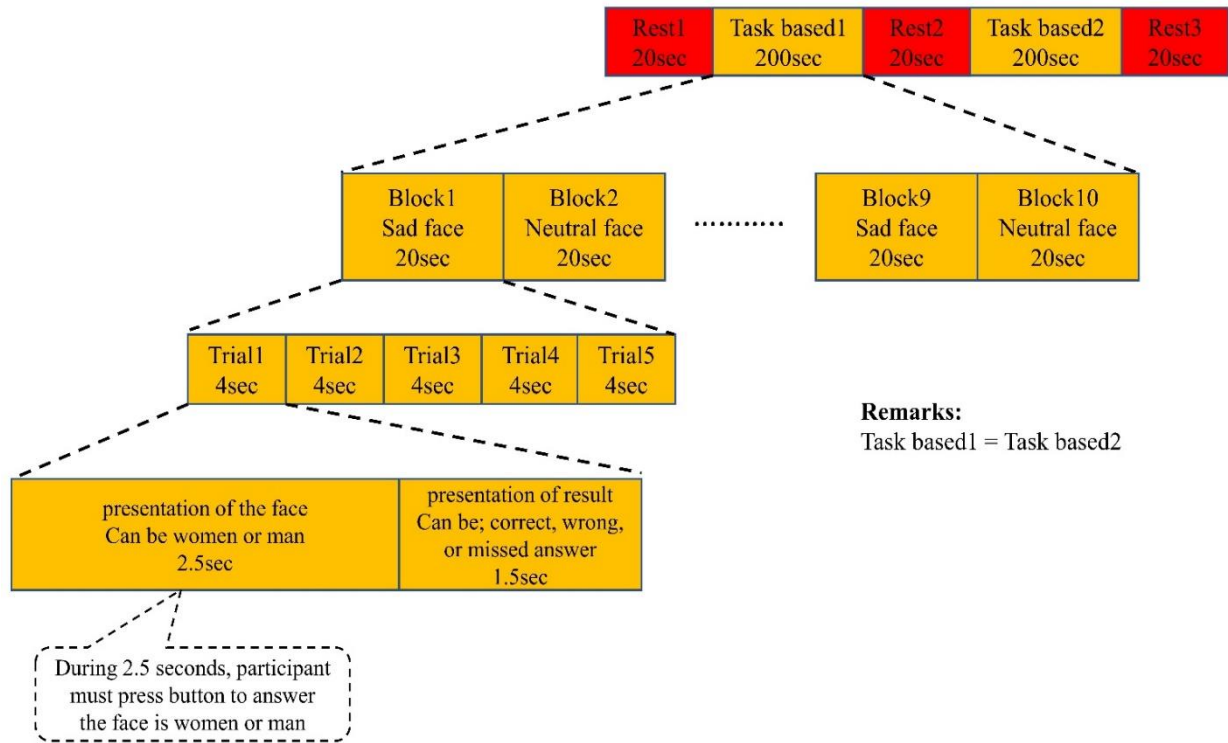 Rest1
20sec
Task based1
200sec
Rest2
20sec
Task based2
200sec
Rest3
20sec
Block1
Sad face
20sec
Block2
Neutral face
20sec
..........
Block9
Sad face
20sec
Block10
Neutral face
20sec
Trial1
4sec
Trial2
4sec
Trial3
4sec
Trial4
4sec
Trial5
4sec
Remarks:
Task based1 = Task based2
presentation of the face
Can be women or man
2.5sec
presentation of result
Can be; correct, wrong,
or missed answer
1.5sec
During 2.5 seconds, participant
must press button to answer
the face is women or man